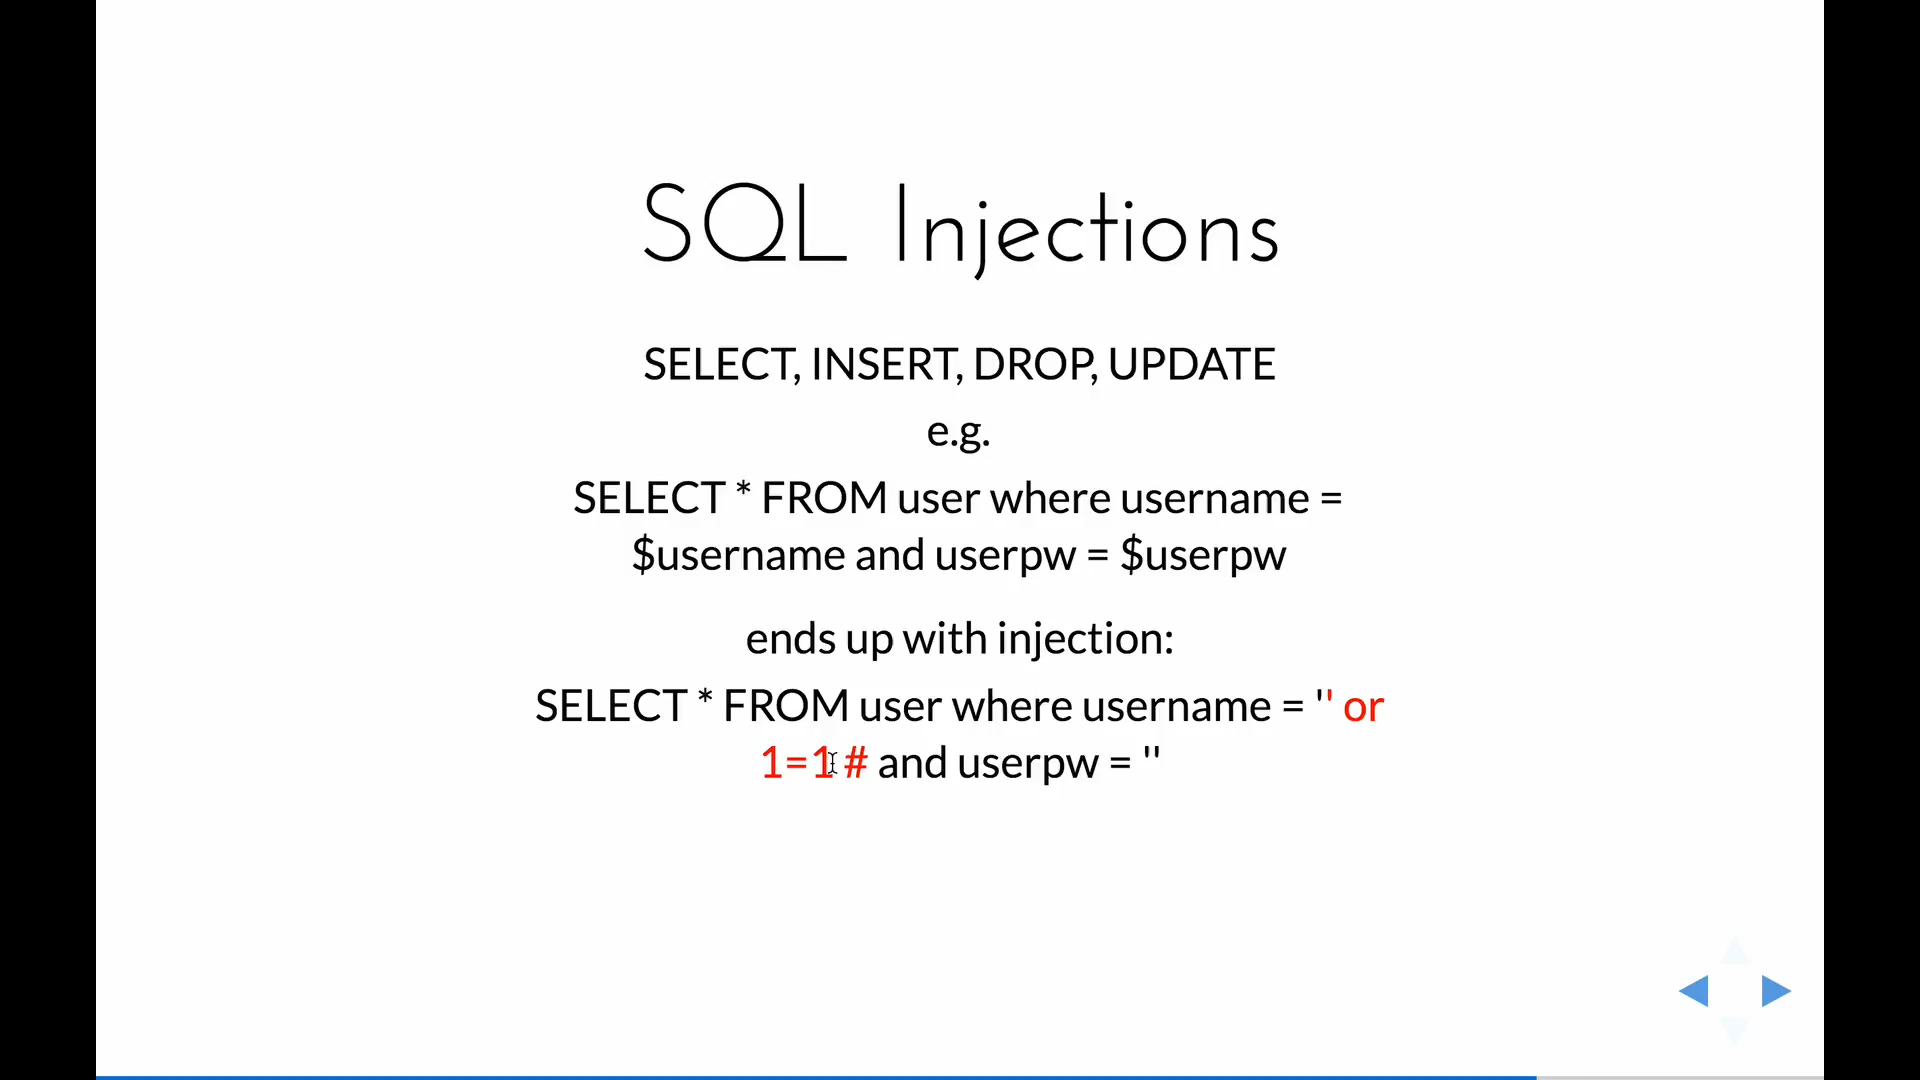 SQL Injections
SELECT, INSERT, DROP, UPDATE
e.g.
SELECT * FROM user where username =
$username and userpw = $userpw
ends up with injection:
SELECT * FROM user where username = '' or
1=1 # and userpw = ''